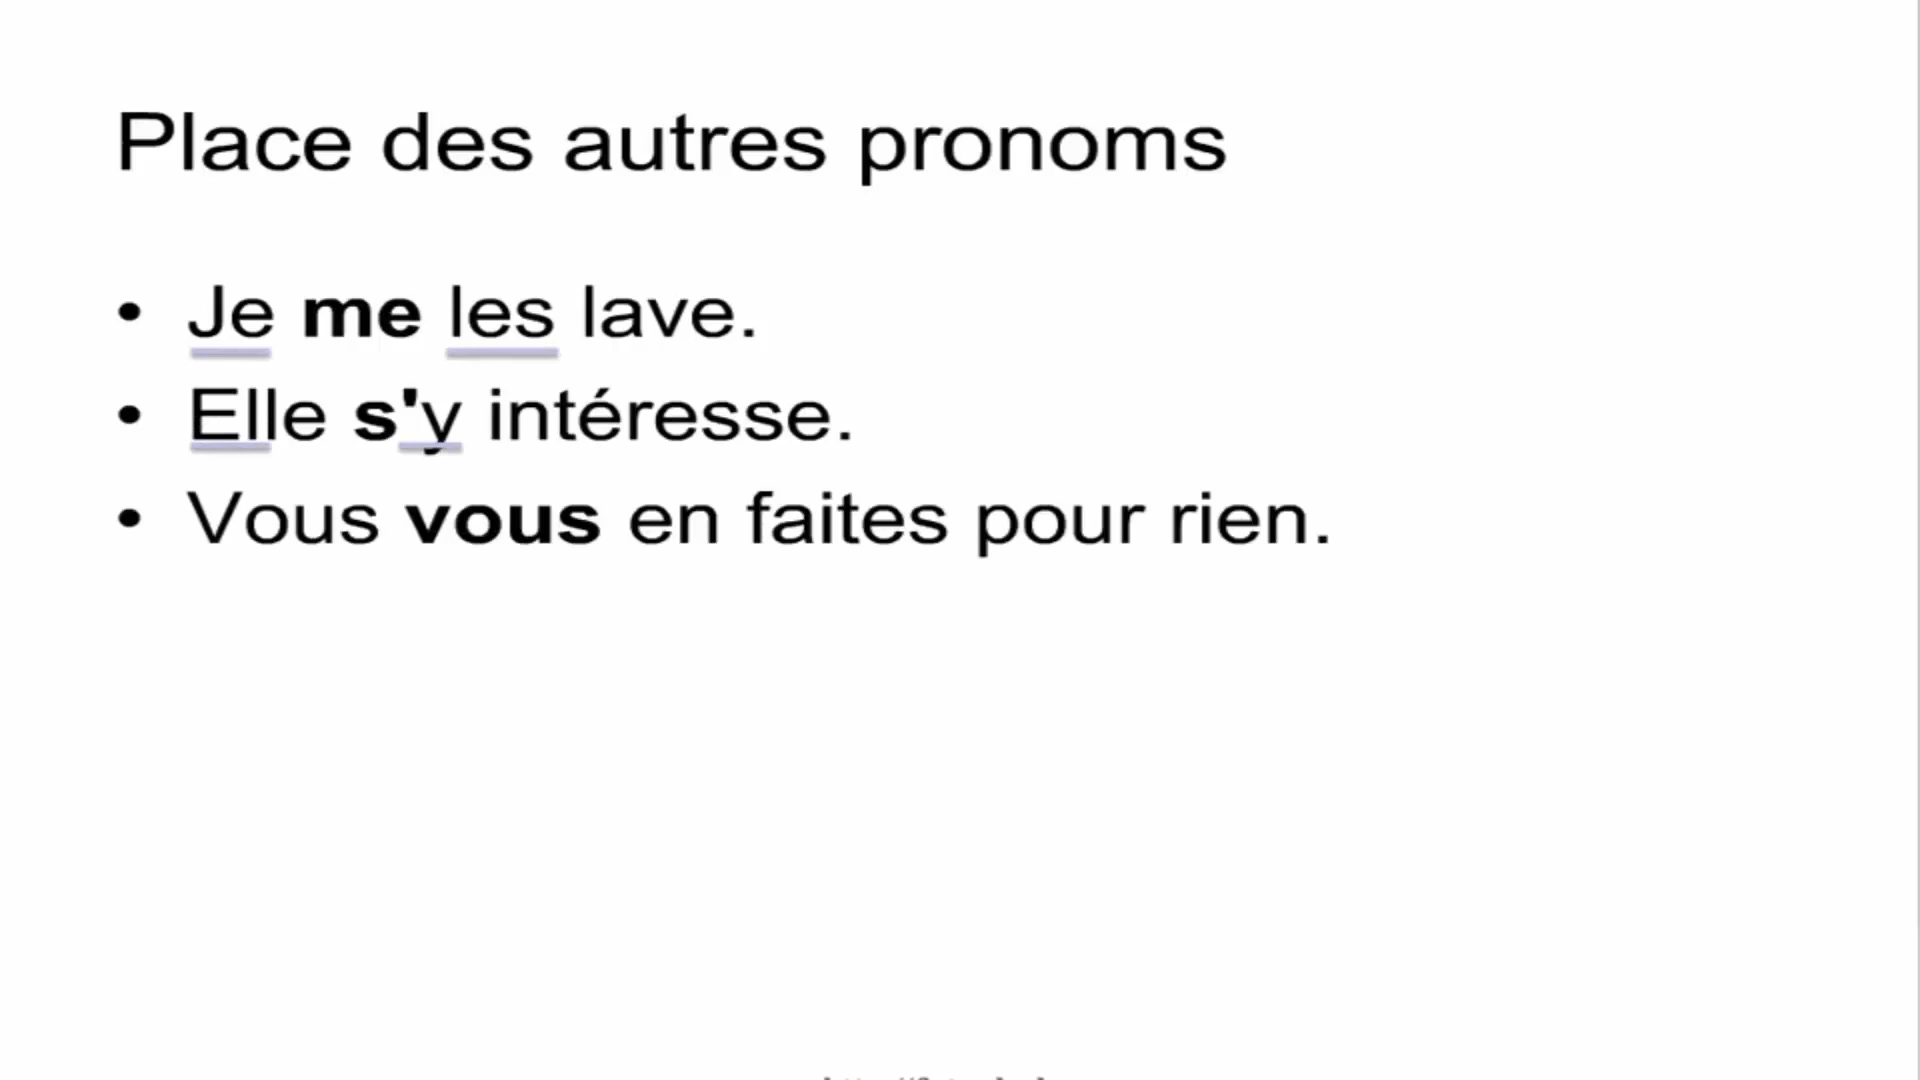 Place des autres pronoms
• Je me les lave.
• Elle s'y intéresse.
• Vous vous en faites pour rien.